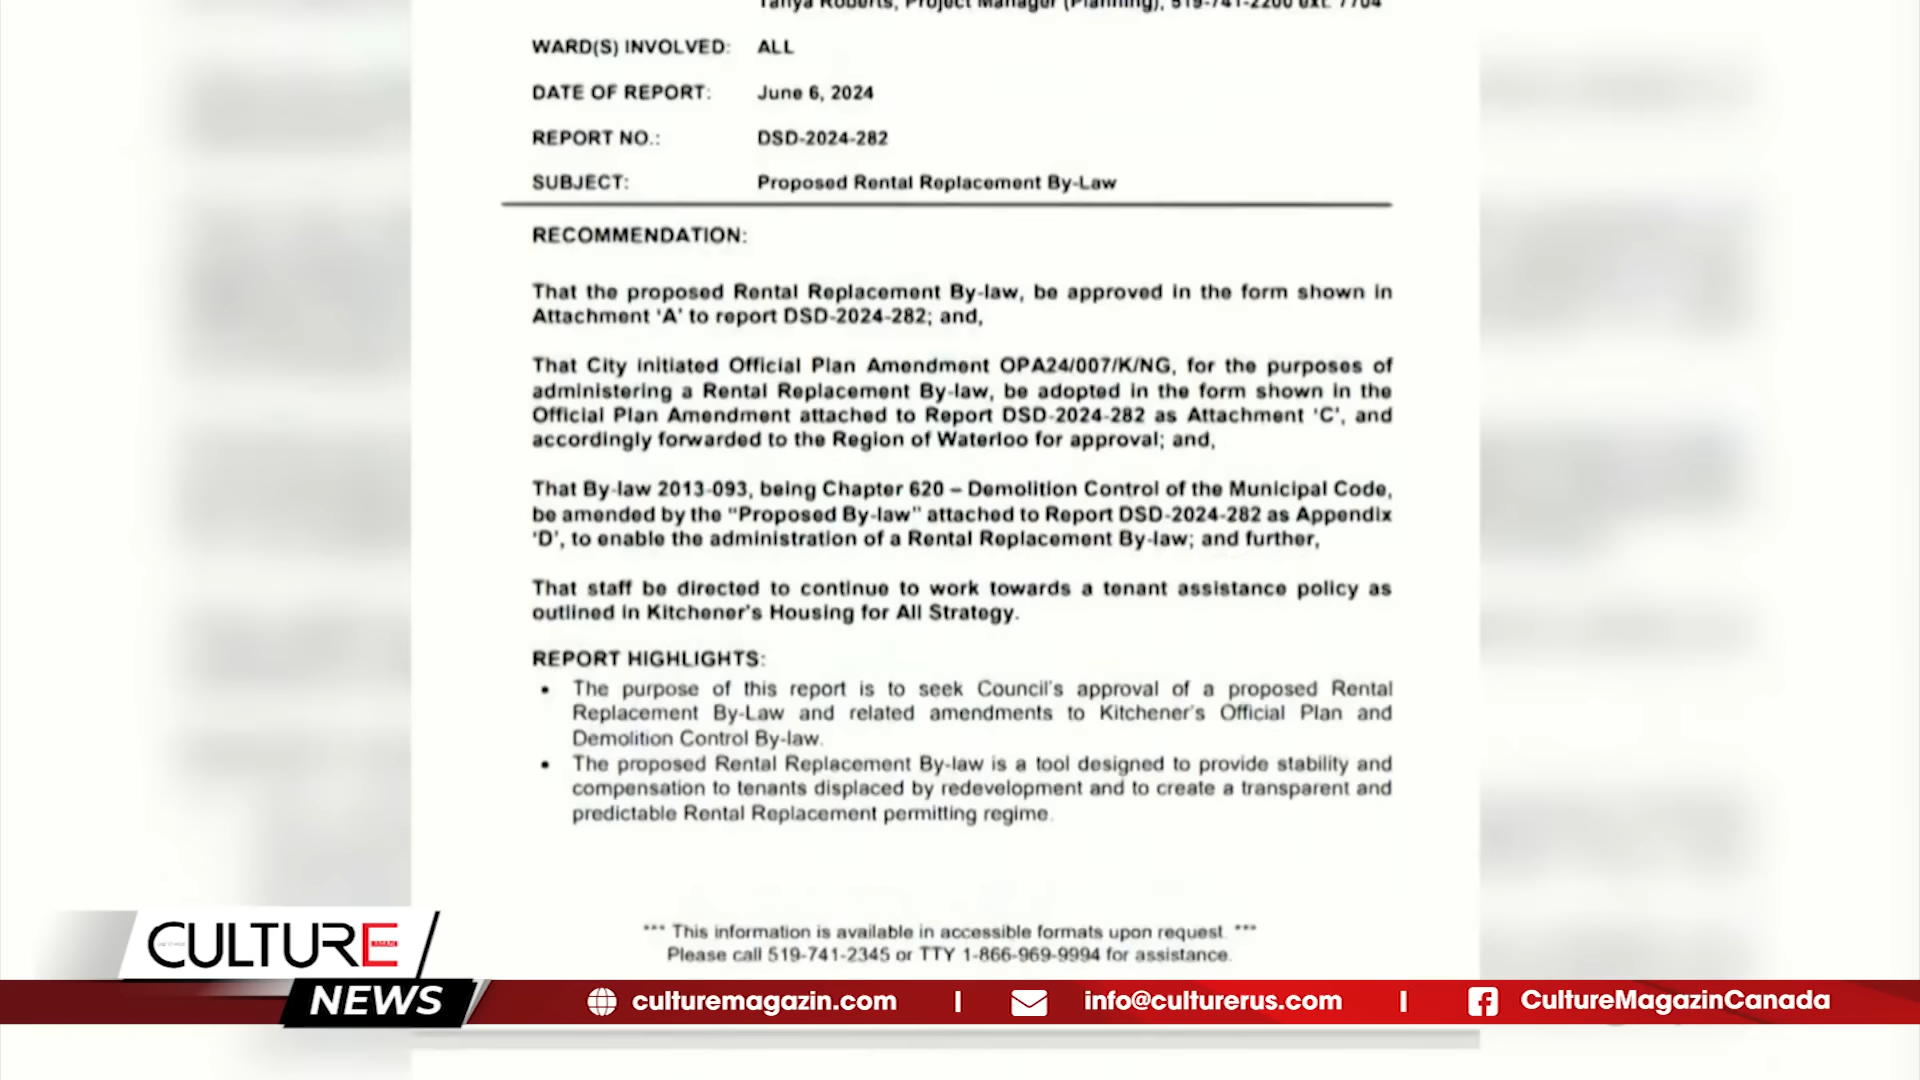 Tanya Roberts, Project Manager (Planning), 519-741-2200 ext. 7704
WARD(S) INVOLVED: ALL
DATE OF REPORT: June 6, 2024
REPORT NO.: DSD-2024-282
SUBJECT: Proposed Rental Replacement By-Law
RECOMMENDATION:
That the proposed Rental Replacement By-law, be approved in the form shown in
Attachment ‘A’ to report DSD-2024-282; and,
That City initiated Official Plan Amendment OPA24/007/K/NG, for the purposes of
administering a Rental Replacement By-law, be adopted in the form shown in the
Official Plan Amendment attached to Report DSD-2024-282 as Attachment ‘C’, and
accordingly forwarded to the Region of Waterloo for approval; and,
That By-law 2013-093, being Chapter 620 – Demolition Control of the Municipal Code,
be amended by the “Proposed By-law” attached to Report DSD-2024-282 as Appendix
‘D’, to enable the administration of a Rental Replacement By-law; and further,
That staff be directed to continue to work towards a tenant assistance policy as
outlined in Kitchener’s Housing for All Strategy.
REPORT HIGHLIGHTS:
• The purpose of this report is to seek Council’s approval of a proposed Rental
Replacement By-Law and related amendments to Kitchener’s Official Plan and
Demolition Control By-law.
• The proposed Rental Replacement By-law is a tool designed to provide stability and
compensation to tenants displaced by redevelopment and to create a transparent and
predictable Rental Replacement permitting regime.
*** This information is available in accessible formats upon request. ***
Please call 519-741-2345 or TTY 1-866-969-9994 for assistance.
CULTURE
NEWS
culturemagazin.com | info@culturerus.com | CultureMagazinCanada